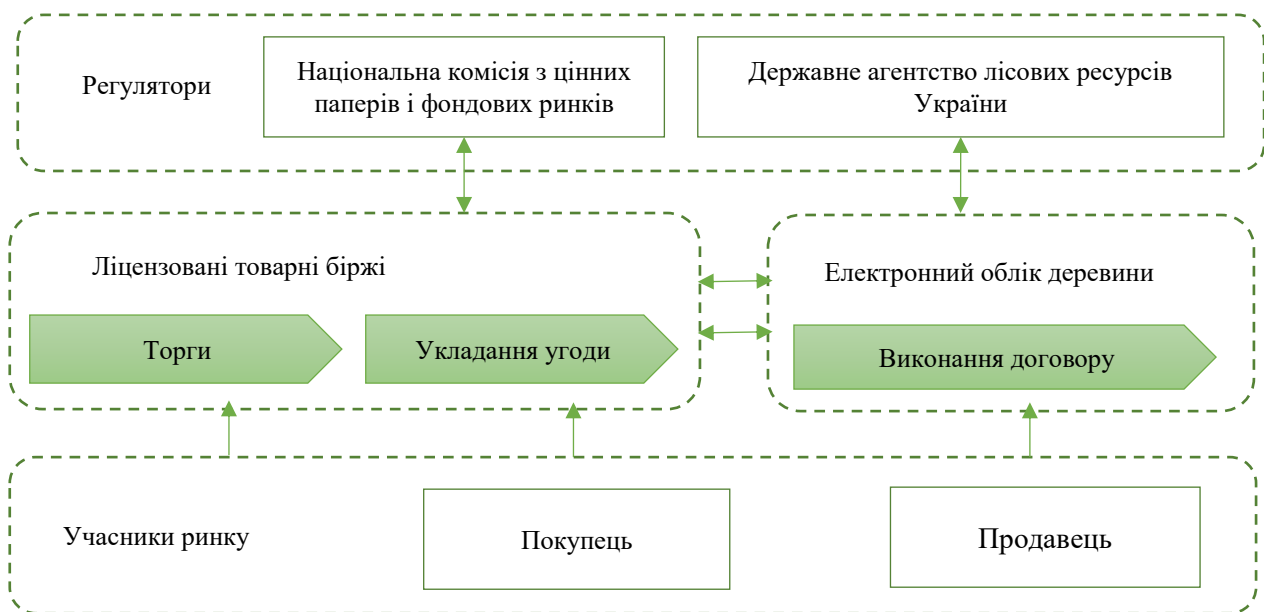 Регулятори
Національна комісія з цінних
паперів і фондових ринків
Державне агентство лісових ресурсів
України
Ліцензовані товарні біржі
Торги
Укладання угоди
Електронний облік деревини
Виконання договору
Учасники ринку
Покупець
Продавець